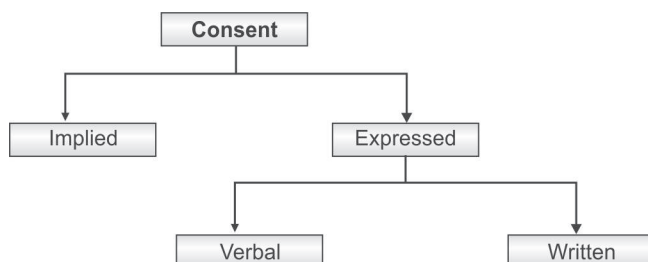 Consent
Implied
Expressed
Verbal
Written